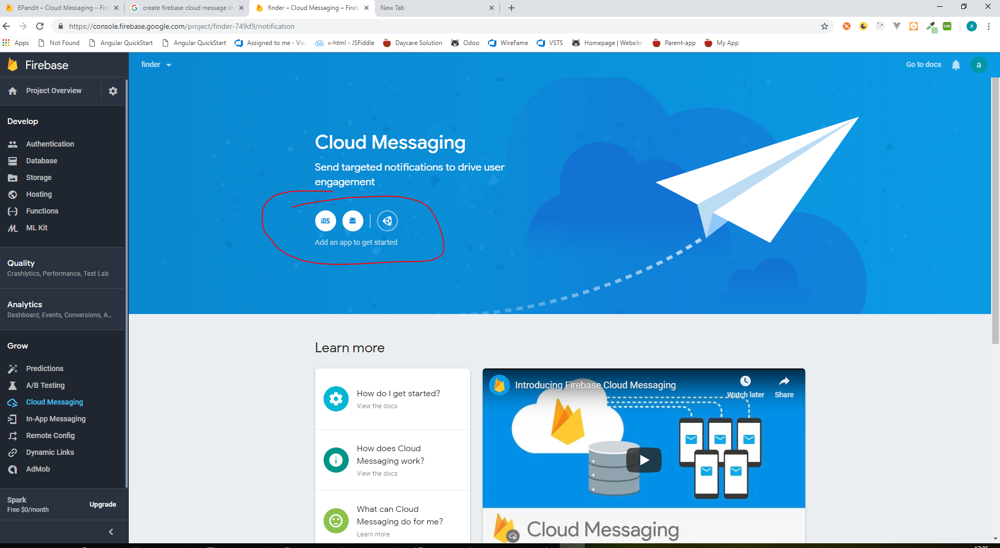 EPandit – Cloud Messaging – Fire
create firebase cloud message st
finder – Cloud Messaging – Fireb
New Tab
https://console.firebase.google.com/project/finder-749d9/notification
CORS
a
Apps
Not Found
Angular QuickStart
Angular QuickStart
Assigned to me - Visu
v-html - JSFiddle
Daycare Solution
Odoo
WireFame
VSTS
Homepage | Website
Parent-app
My App
Firebase
finder
Go to docs
a
Project Overview
Develop
Authentication
Database
Storage
Hosting
Functions
ML Kit
Quality
Crashlytics, Performance, Test Lab
Analytics
Dashboard, Events, Conversions, A...
Grow
Predictions
A/B Testing
Cloud Messaging
In-App Messaging
Remote Config
Dynamic Links
AdMob
Spark
Free $0/month
Upgrade
Cloud Messaging
Send targeted notifications to drive user
engagement
iOS
Add an app to get started
Learn more
How do I get started?
View the docs
How does Cloud
Messaging work?
View the docs
What can Cloud
Messaging do for me?
Learn more
Introducing Firebase Cloud Messaging
Watch later
Share
Cloud Messaging